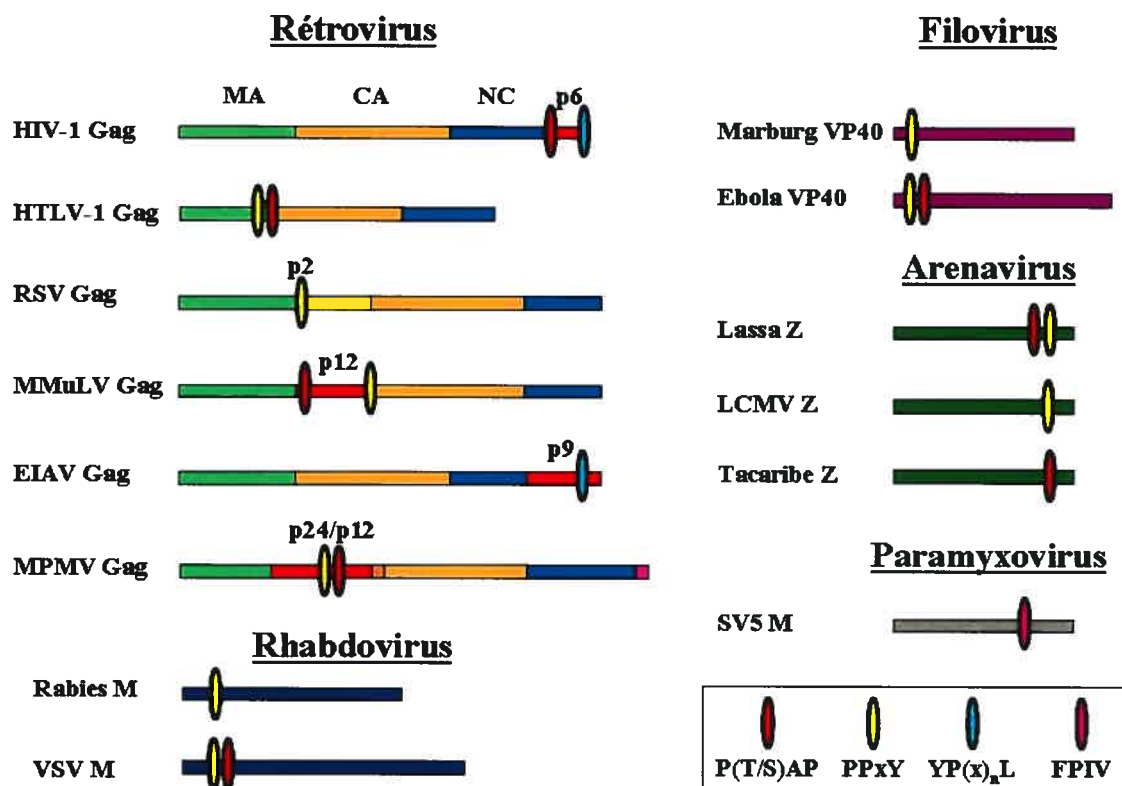 Rétrovirus
MA CA NC p6
HIV-1 Gag
HTLV-1 Gag
p2
RSV Gag
p12
MMuLV Gag
p9
EIAV Gag
p24/p12
MPMV Gag
Rhabdovirus
Rabies M
VSV M
Filovirus
Marburg VP40
Ebola VP40
Arenavirus
Lassa Z
LCMV Z
Tacaribe Z
Paramyxovirus
SV5 M
P(T/S)AP PPxY YP(x)nL FPIV